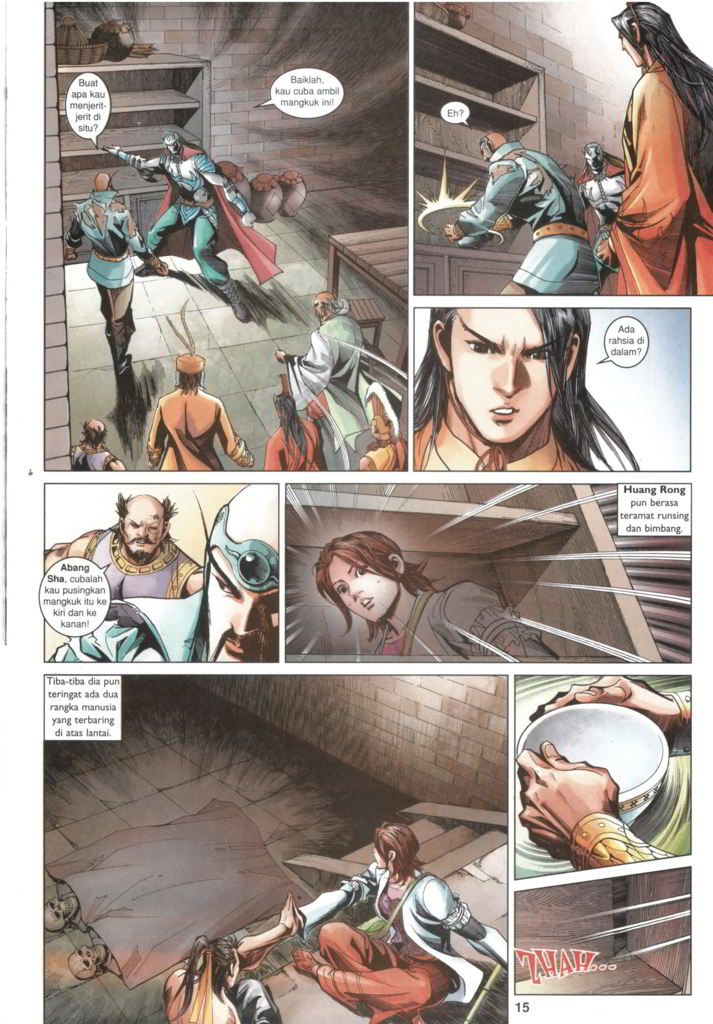 Buat
apa kau
menjerit-
jerit di
situ?
Baiklah,
kau cuba ambil
mangkuk ini!
Eh?
Ada
rahsia di
dalam?
Abang
Sha, cubalah
kau pusingkan
mangkuk itu ke
kiri dan ke
kanan!
Huang Rong
pun berasa
teramat runsing
dan bimbang.
Tiba-tiba dia pun
teringat ada dua
rangka manusia
yang terbaring
di atas lantai.
ZHAH...
15